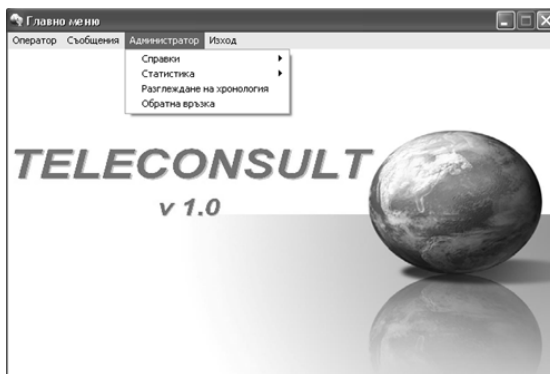 Главно меню
Оператор Съобщения Администратор Изход
Справки
Статистика
Разглеждане на хронология
Обратна връзка
TELECONSULT
v 1.0